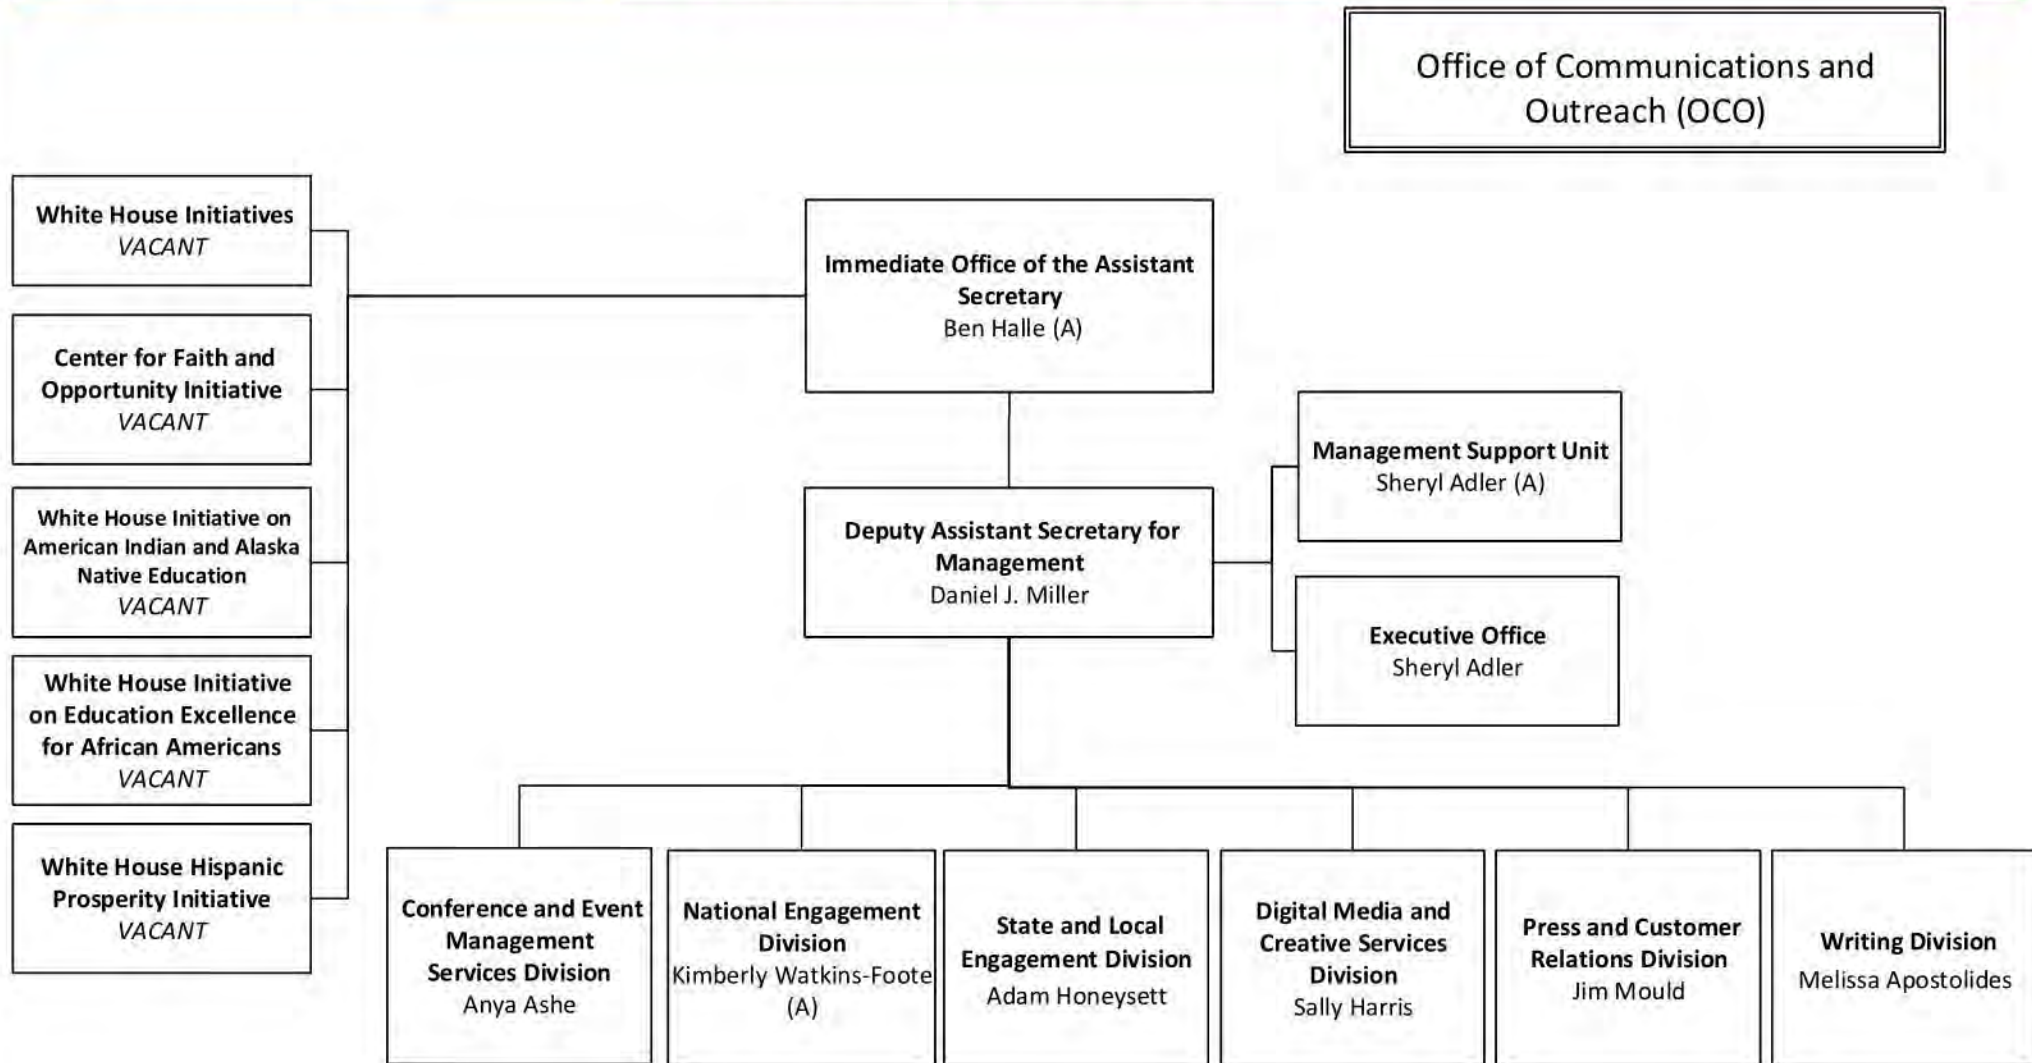 Office of Communications and
Outreach (OCO)
White House Initiatives
VACANT
Center for Faith and
Opportunity Initiative
VACANT
White House Initiative on
American Indian and Alaska
Native Education
VACANT
White House Initiative
on Education Excellence
for African Americans
VACANT
White House Hispanic
Prosperity Initiative
VACANT
Immediate Office of the Assistant
Secretary
Ben Halle (A)
Deputy Assistant Secretary for
Management
Daniel J. Miller
Management Support Unit
Sheryl Adler (A)
Executive Office
Sheryl Adler
Conference and Event
Management
Services Division
Anya Ashe
National Engagement
Division
Kimberly Watkins-Foote
(A)
State and Local
Engagement Division
Adam Honeysett
Digital Media and
Creative Services
Division
Sally Harris
Press and Customer
Relations Division
Jim Mould
Writing Division
Melissa Apostolides